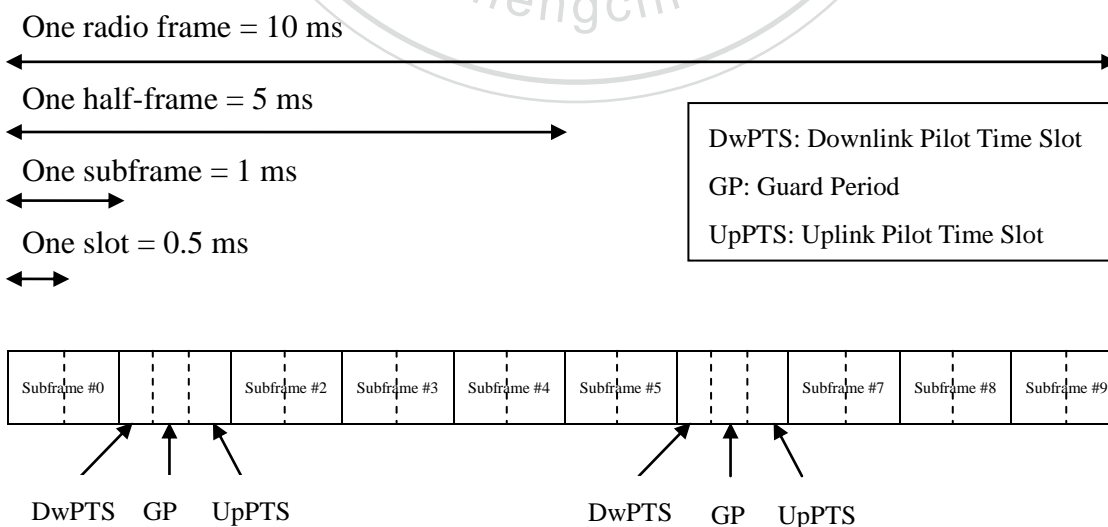 One radio frame = 10 ms
One half-frame = 5 ms
One subframe = 1 ms
One slot = 0.5 ms
DwPTS: Downlink Pilot Time Slot
GP: Guard Period
UpPTS: Uplink Pilot Time Slot
Subframe #0 Subframe #2 Subframe #3 Subframe #4 Subframe #5 Subframe #7 Subframe #8 Subframe #9
DwPTS GP UpPTS DwPTS GP UpPTS